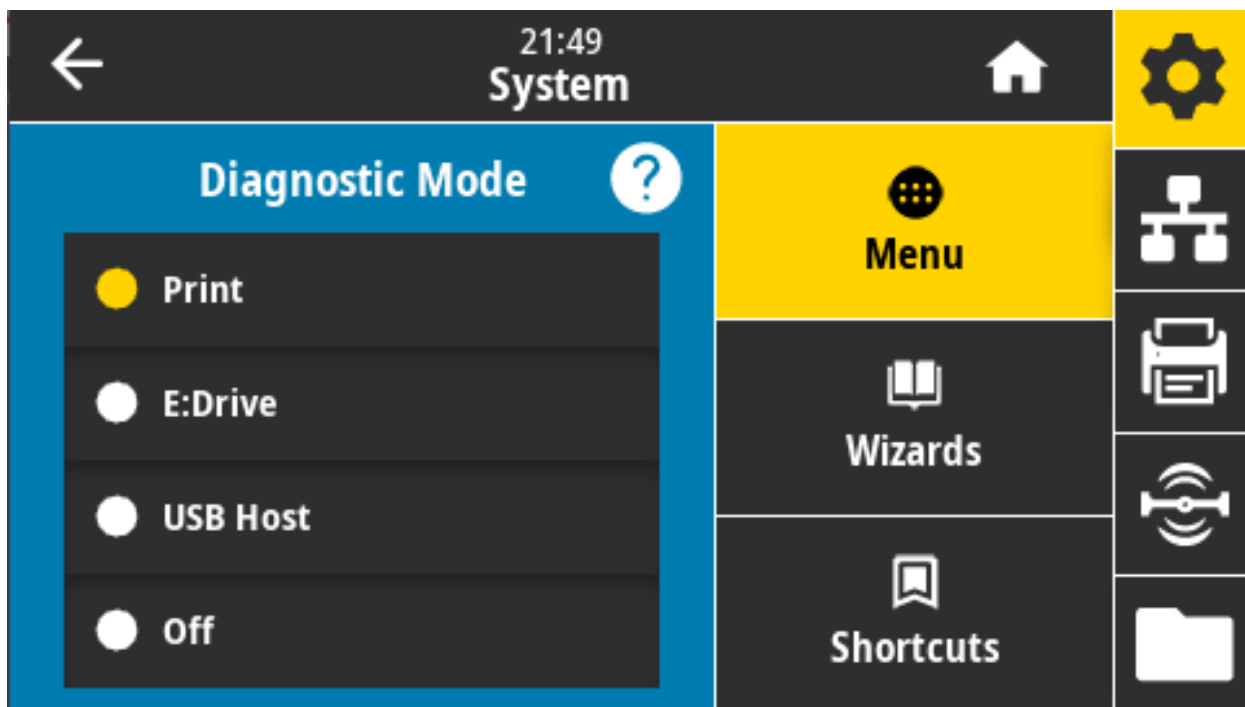 21:49
System
Diagnostic Mode
?
Print
E:Drive
USB Host
Off
Menu
Wizards
Shortcuts